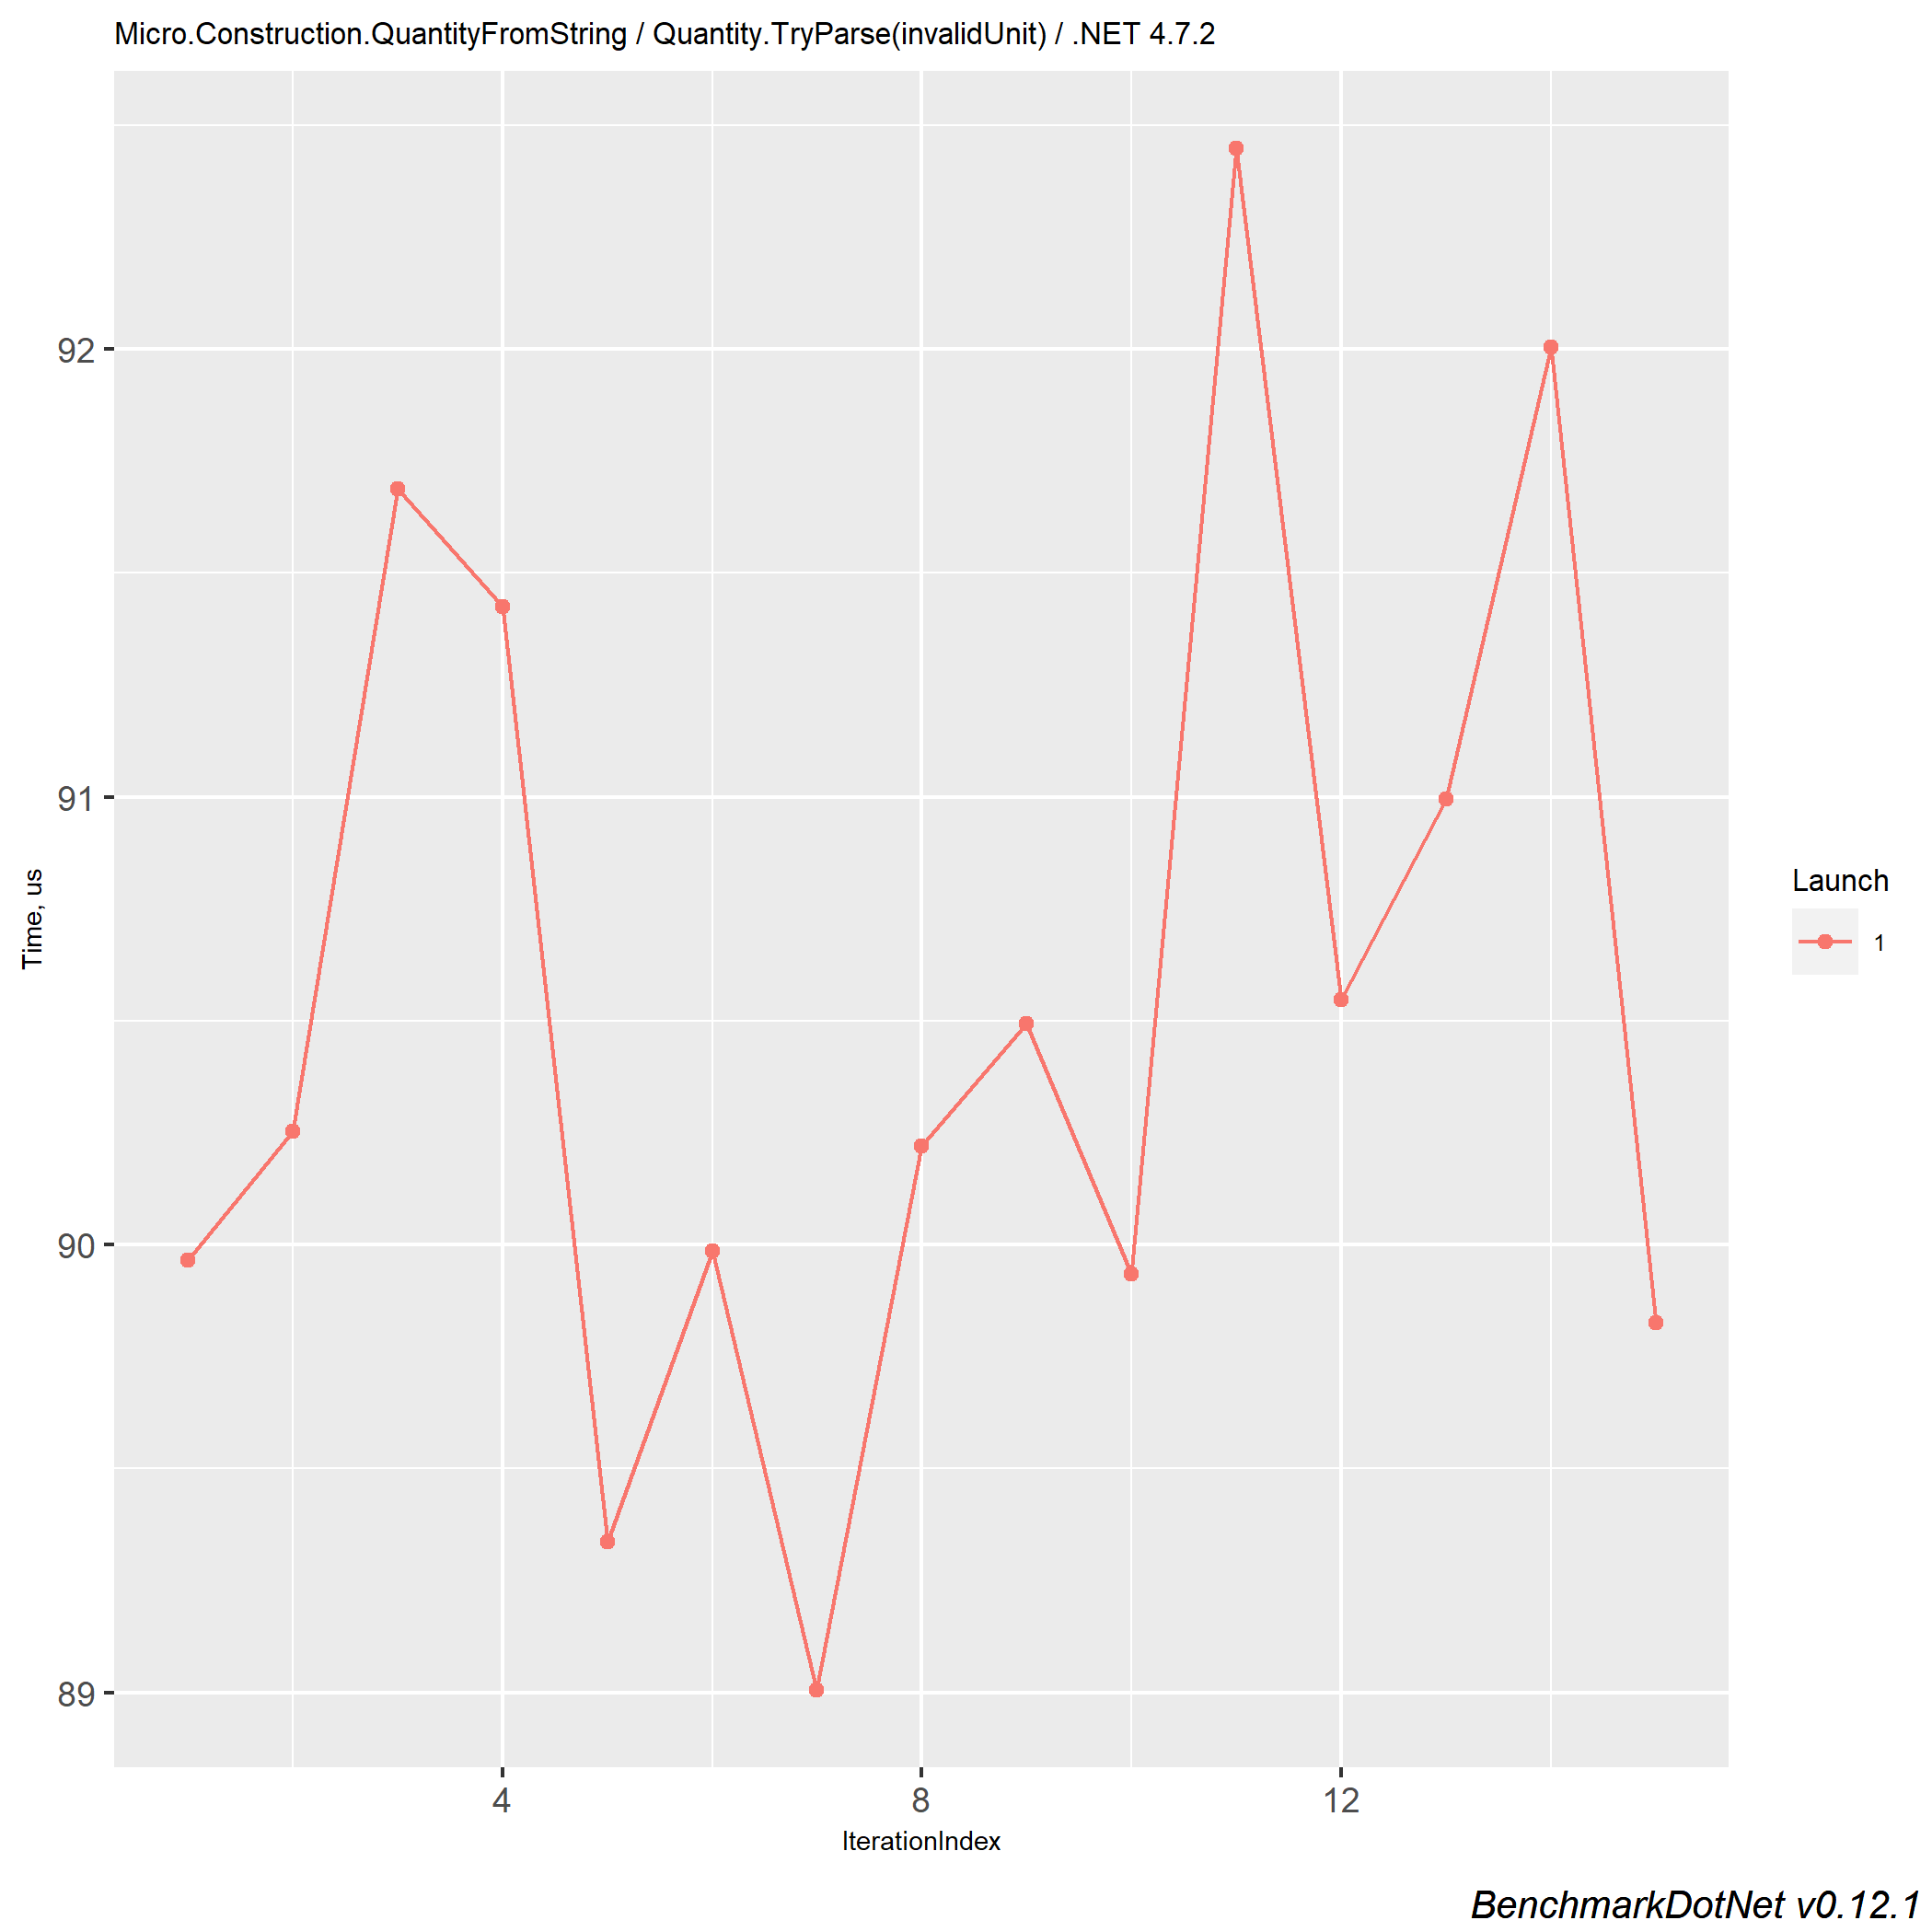 Micro.Construction.QuantityFromString / Quantity.TryParse(invalidUnit) / .NET 4.7.2
92
91
90
89
Time, us
4 8 12
IterationIndex
Launch
1
BenchmarkDotNet v0.12.1